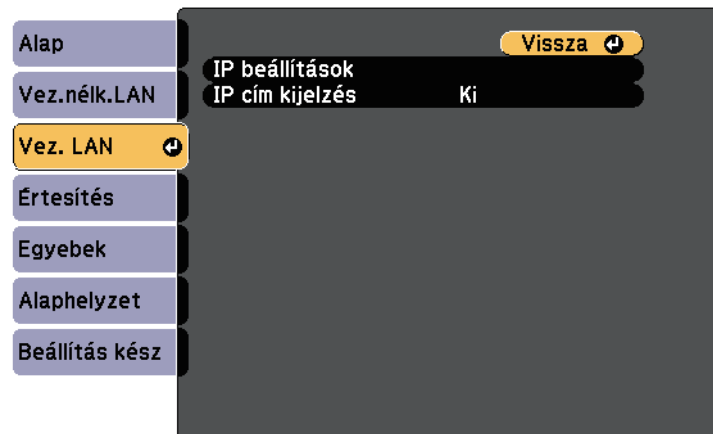 Alap
Vez.nélk.LAN
Vez. LAN
Értesítés
Egyebek
Alaphelyzet
Beállítás kész
Vissza
IP beállítások
IP cím kijelzés Ki